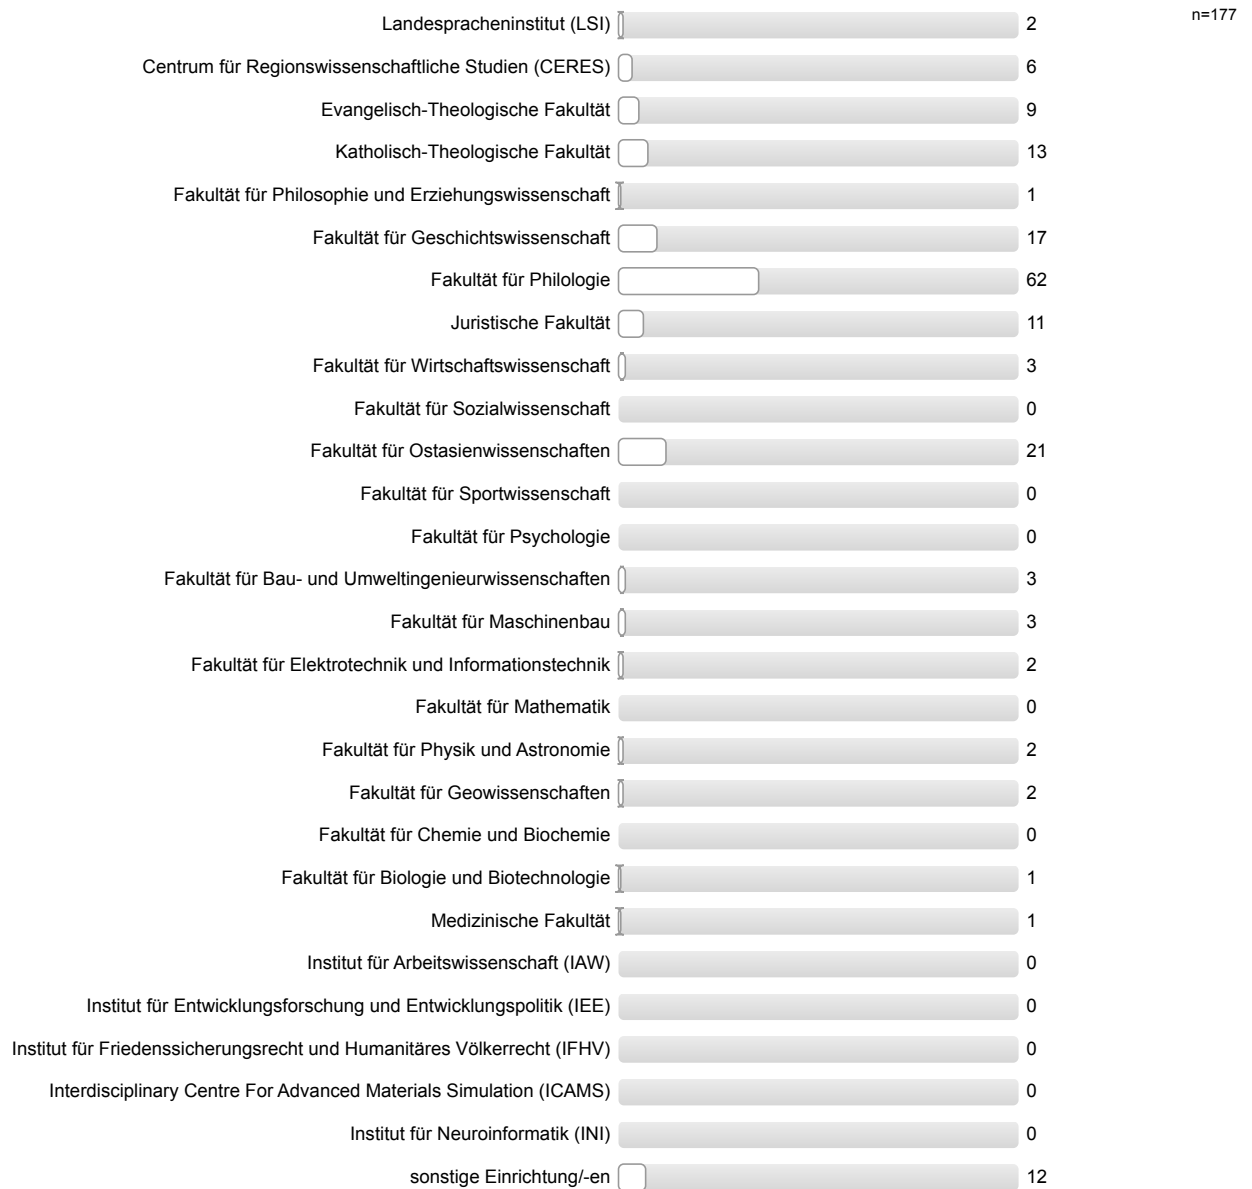 n=177
Landesspracheninstitut (LSI) 2
Centrum für Regionswissenschaftliche Studien (CERES) 6
Evangelisch-Theologische Fakultät 9
Katholisch-Theologische Fakultät 13
Fakultät für Philosophie und Erziehungswissenschaft 1
Fakultät für Geschichtswissenschaft 17
Fakultät für Philologie 62
Juristische Fakultät 11
Fakultät für Wirtschaftswissenschaft 3
Fakultät für Sozialwissenschaft 0
Fakultät für Ostasienwissenschaften 21
Fakultät für Sportwissenschaft 0
Fakultät für Psychologie 0
Fakultät für Bau- und Umweltingenieurwissenschaften 3
Fakultät für Maschinenbau 3
Fakultät für Elektrotechnik und Informationstechnik 2
Fakultät für Mathematik 0
Fakultät für Physik und Astronomie 2
Fakultät für Geowissenschaften 2
Fakultät für Chemie und Biochemie 0
Fakultät für Biologie und Biotechnologie 1
Medizinische Fakultät 1
Institut für Arbeitswissenschaft (IAW) 0
Institut für Entwicklungsforschung und Entwicklungspolitik (IEE) 0
Institut für Friedenssicherungsrecht und Humanitäres Völkerrecht (IFHV) 0
Interdisciplinary Centre For Advanced Materials Simulation (ICAMS) 0
Institut für Neuroinformatik (INI) 0
sonstige Einrichtung/-en 12